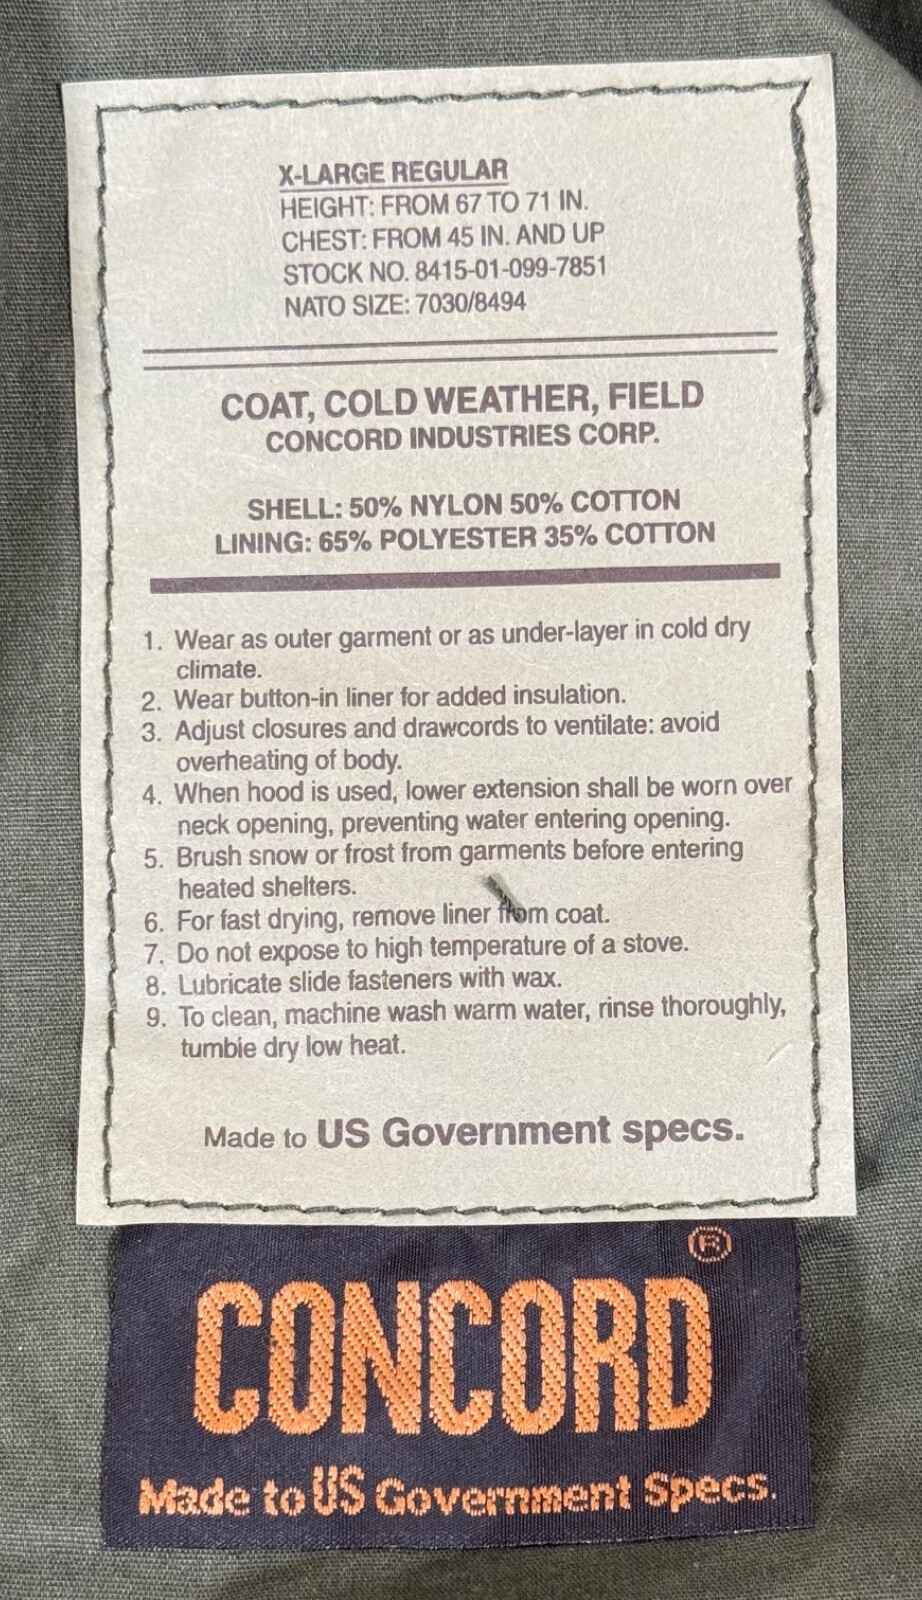 X-LARGE REGULAR
HEIGHT: FROM 67 TO 71 IN.
CHEST: FROM 45 IN. AND UP
STOCK NO. 8415-01-099-7851
NATO SIZE: 7030/8494
COAT, COLD WEATHER, FIELD
CONCORD INDUSTRIES CORP.
SHELL: 50% NYLON 50% COTTON
LINING: 65% POLYESTER 35% COTTON
1. Wear as outer garment or as under-layer in cold dry
climate.
2. Wear button-in liner for added insulation.
3. Adjust closures and drawcords to ventilate: avoid
overheating of body.
4. When hood is used, lower extension shall be worn over
neck opening, preventing water entering opening.
5. Brush snow or frost from garments before entering
heated shelters.
6. For fast drying, remove liner from coat.
7. Do not expose to high temperature of a stove.
8. Lubricate slide fasteners with wax.
9. To clean, machine wash warm water, rinse thoroughly,
tumbie dry low heat.
Made to US Government specs.
®
CONCORD
Made to US Government Specs.